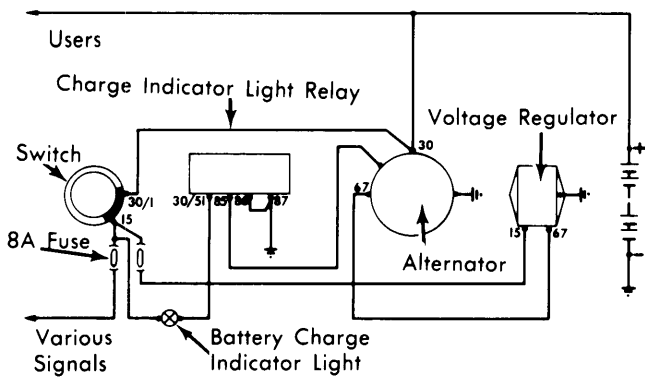 Users
Charge Indicator Light Relay
Voltage Regulator
Switch
30
+
30/1
30/51
85
86
87
67
15
15
67
8A Fuse
Alternator
-
Various
Signals
Battery Charge
Indicator Light